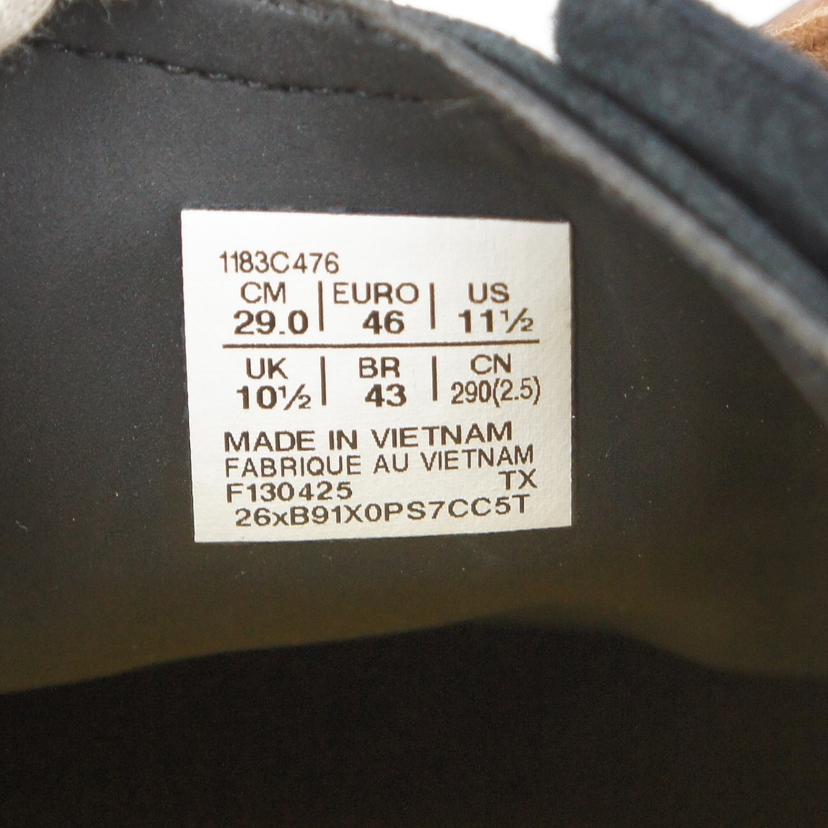 1183C476
CM | EURO | US
29.0 | 46 | 11½
UK | BR | CN
10½ | 43 | 290(2.5)
MADE IN VIETNAM
FABRIQUE AU VIETNAM
F130425 TX
26xB91X0PS7CC5T